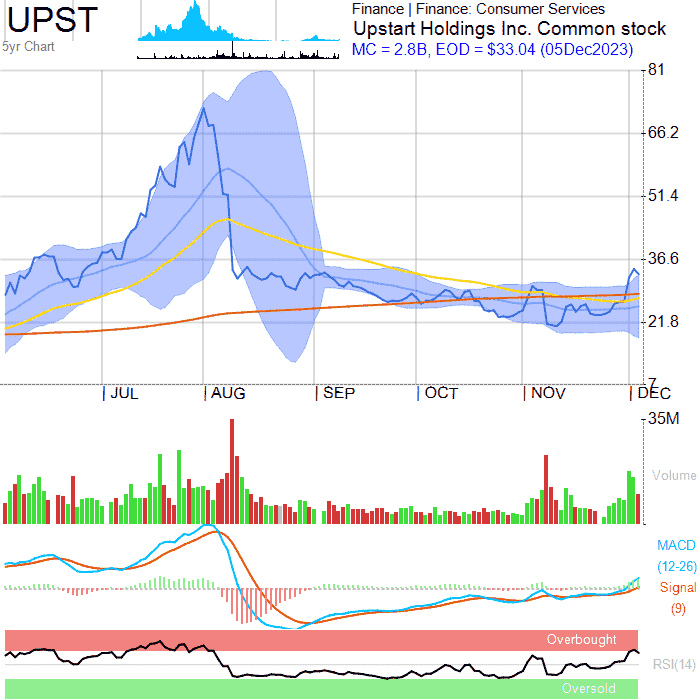 UPST
5yr Chart
Finance | Finance: Consumer Services
Upstart Holdings Inc. Common stock
MC = 2.8B, EOD = $33.04 (05Dec2023)
81
66.2
51.4
36.6
21.8
7
JUL AUG SEP OCT NOV DEC
35M
Volume
MACD
(12-26)
Signal
(9)
Overbought
RSI(14)
Oversold